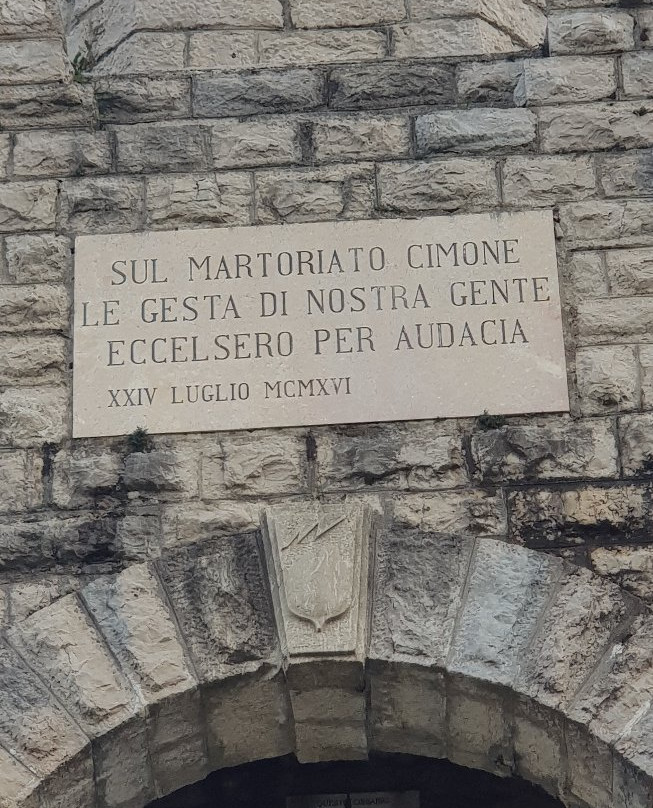 SUL MARTORIATO CIMONE
LE GESTA DI NOSTRA GENTE
ECCELSERO PER AUDACIA
XXIV LUGLIO MCMXVI